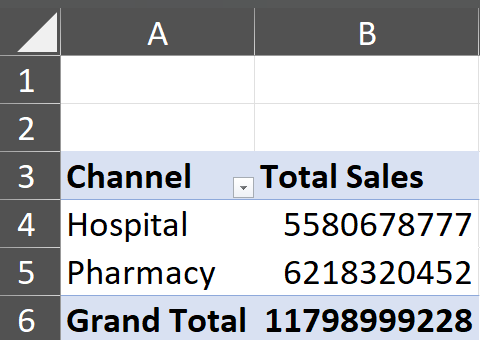 A B
1
2
3 Channel Total Sales
4 Hospital 5580678777
5 Pharmacy 6218320452
6 Grand Total 11798999228